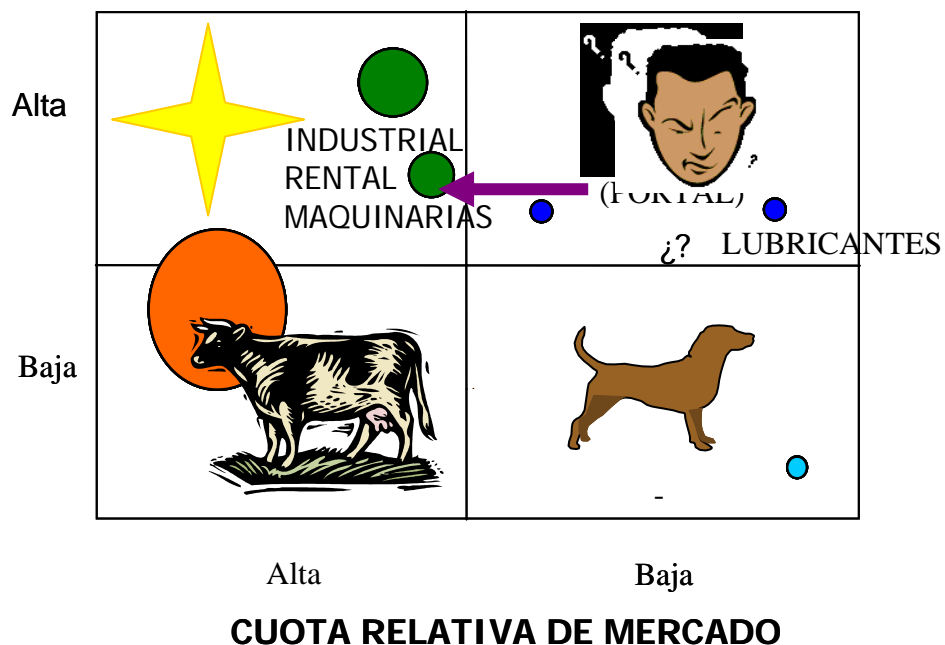 Alta
INDUSTRIAL
RENTAL
MAQUINARIAS
(PORTAL)
¿? LUBRICANTES
Baja
-
Alta Baja
CUOTA RELATIVA DE MERCADO